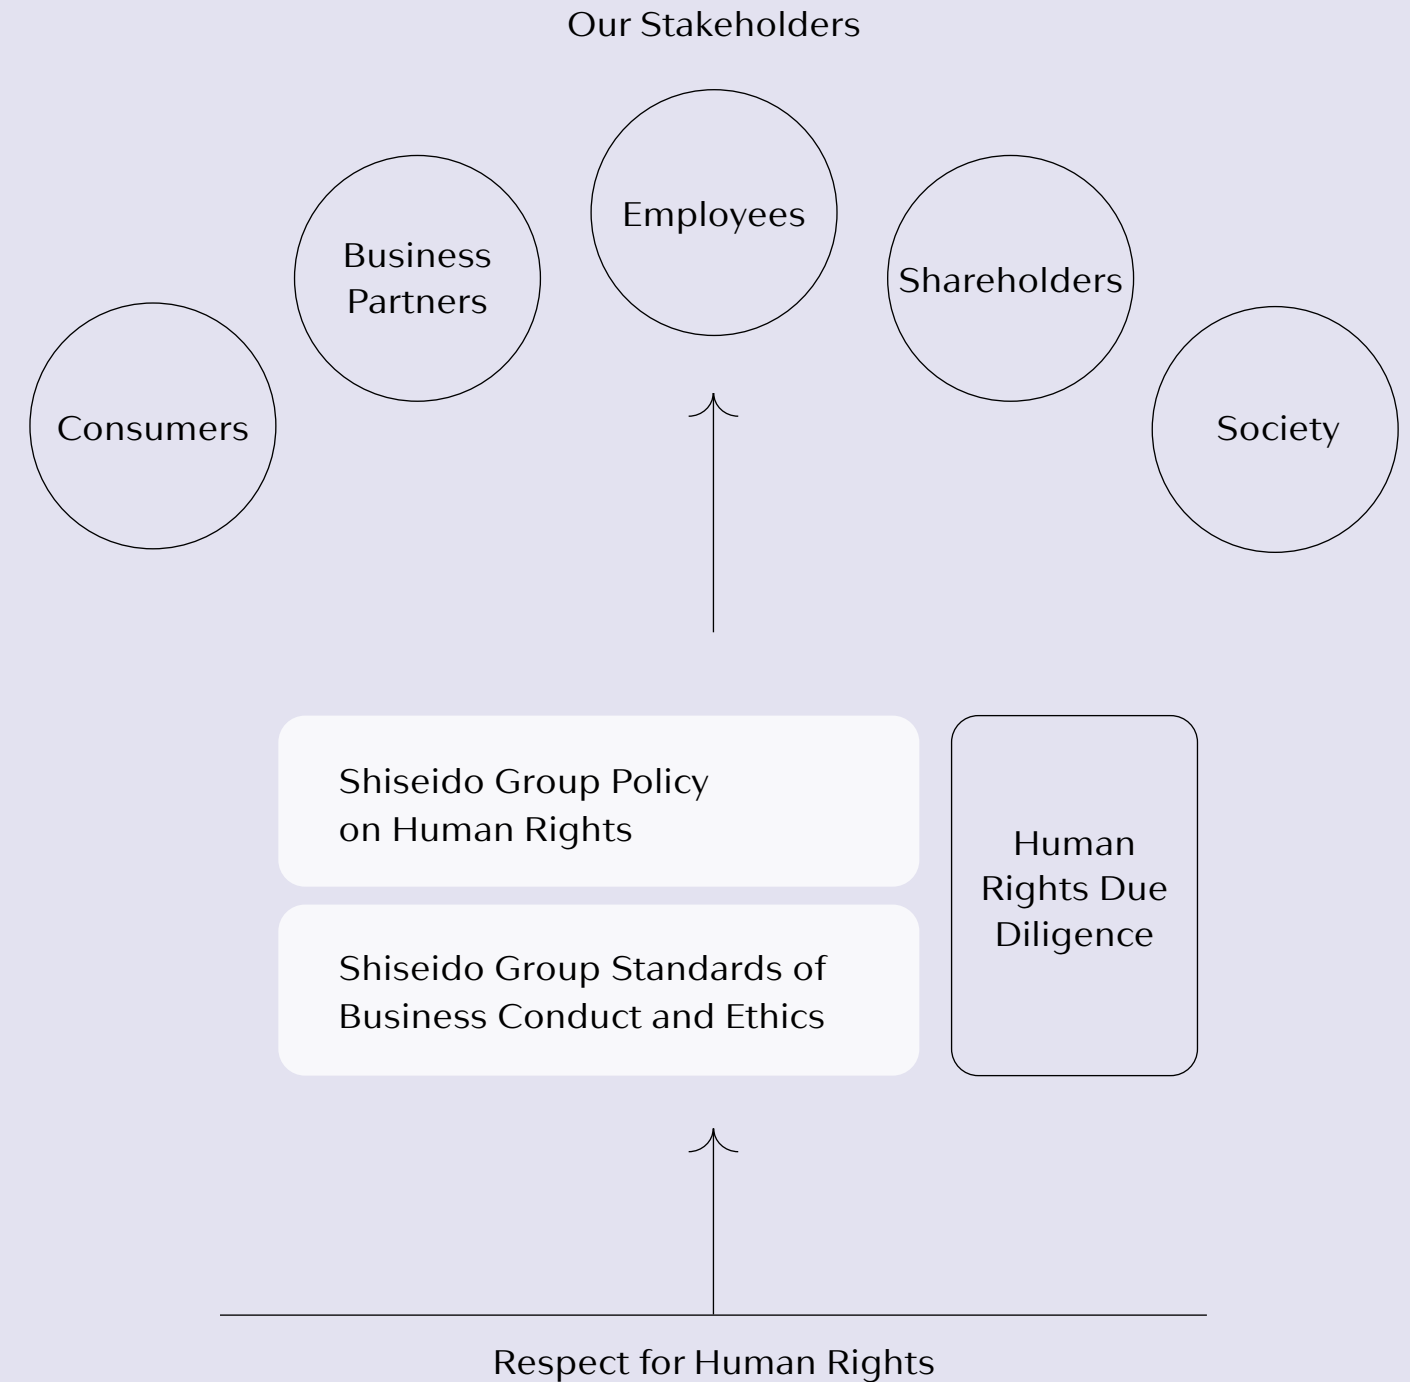 Our Stakeholders
Employees
Business
Partners
Shareholders
Consumers
Society
Shiseido Group Policy
on Human Rights
Human
Rights Due
Diligence
Shiseido Group Standards of
Business Conduct and Ethics
Respect for Human Rights